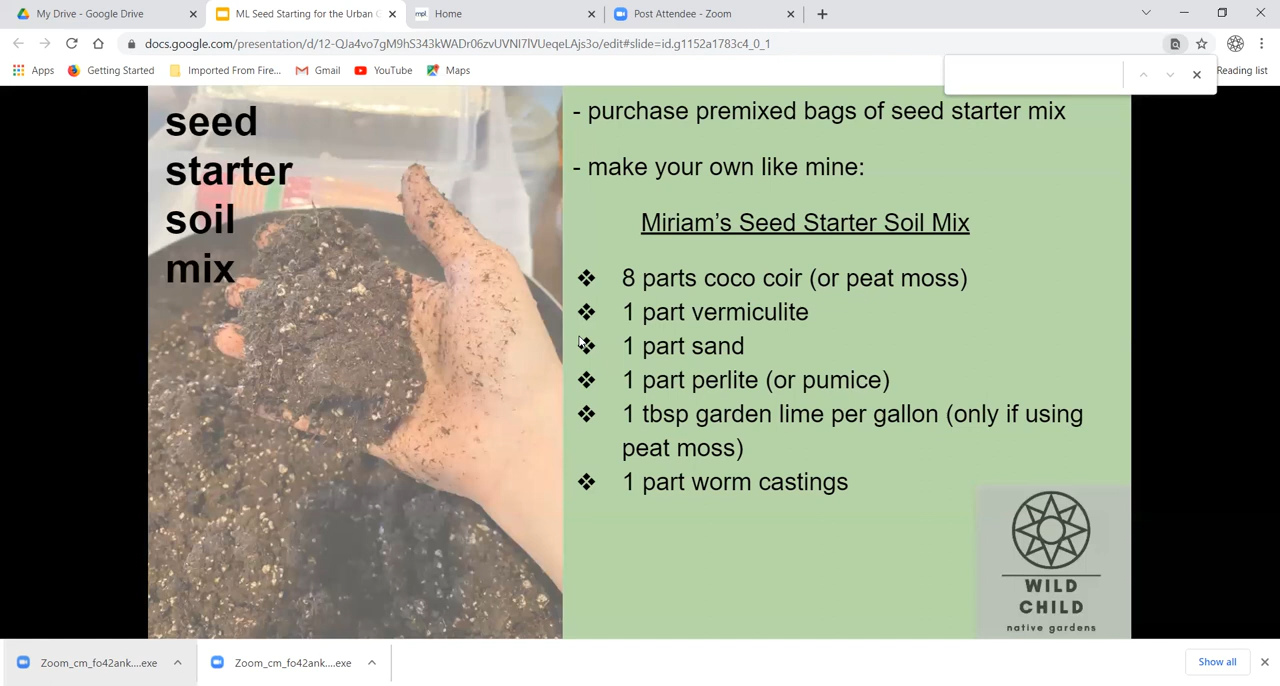 My Drive - Google Drive
ML Seed Starting for the Urban G
mpl
Home
Post Attendee - Zoom
docs.google.com/presentation/d/12-QJa4vo7gM9hS343kWADr06zvUVNI7lVUeqeLAjs3o/edit#slide=id.g1152a1783c4_0_1
Apps
Getting Started
Imported From Fire...
Gmail
YouTube
Maps
Reading list
seed
starter
soil
mix
- purchase premixed bags of seed starter mix
- make your own like mine:
Miriam’s Seed Starter Soil Mix
❖ 8 parts coco coir (or peat moss)
❖ 1 part vermiculite
❖ 1 part sand
❖ 1 part perlite (or pumice)
❖ 1 tbsp garden lime per gallon (only if using
peat moss)
❖ 1 part worm castings
WILD
CHILD
native gardens
Zoom_cm_fo42ank....exe
Zoom_cm_fo42ank....exe
Show all